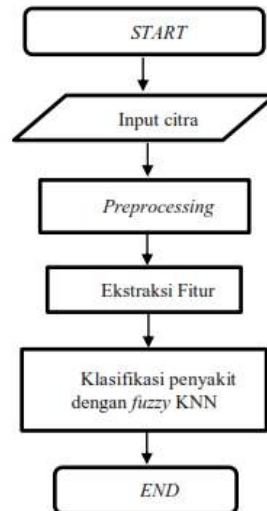 START
Input citra
Preprocessing
Ekstraksi Fitur
Klasifikasi penyakit
dengan fuzzy KNN
END